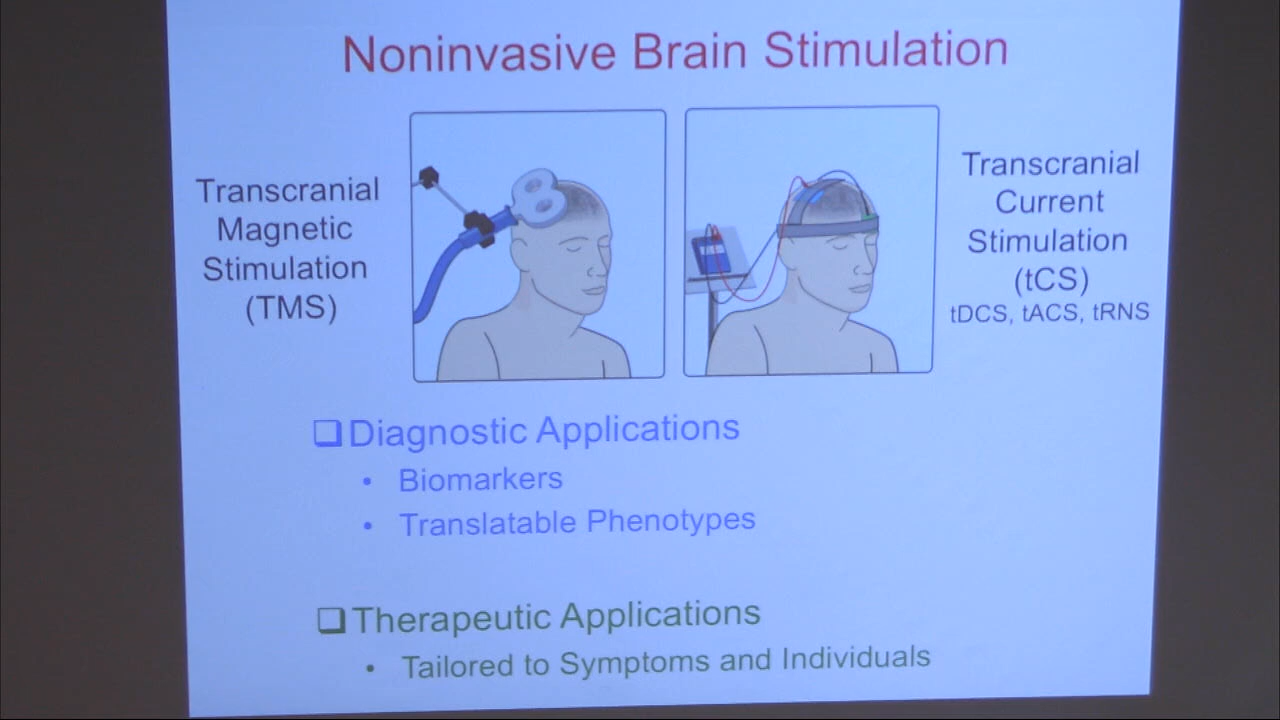 Noninvasive Brain Stimulation
Transcranial
Magnetic
Stimulation
(TMS)
Transcranial
Current
Stimulation
(tCS)
tDCS, tACS, tRNS
❑ Diagnostic Applications
• Biomarkers
• Translatable Phenotypes
❑ Therapeutic Applications
• Tailored to Symptoms and Individuals